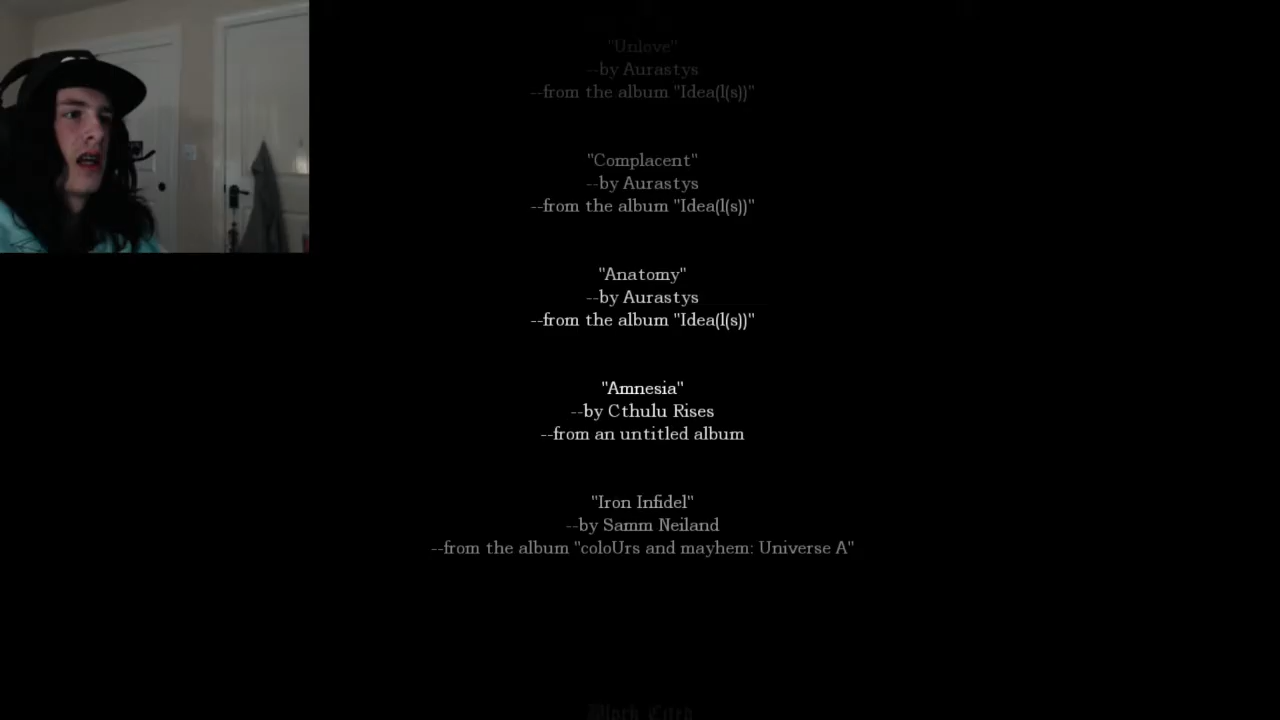 "Unlove"
--by Aurastys
--from the album "Idea(l(s))"
"Complacent"
--by Aurastys
--from the album "Idea(l(s))"
"Anatomy"
--by Aurastys
--from the album "Idea(l(s))"
"Amnesia"
--by Cthulu Rises
--from an untitled album
"Iron Infidel"
--by Samm Neiland
--from the album "coloUrs and mayhem: Universe A"